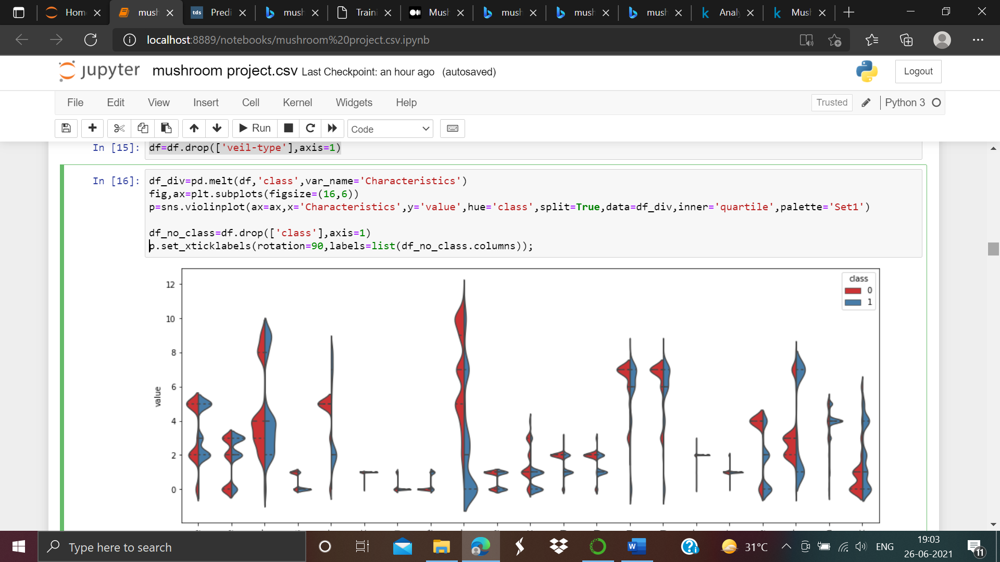 Hom
mush
tds Predi
mush
Traini
Mush
mush
mush
mush
k Anal
k Mush
localhost:8889/notebooks/mushroom%20project.csv.ipynb
jupyter mushroom project.csv Last Checkpoint: an hour ago (autosaved)
Logout
File Edit View Insert Cell Kernel Widgets Help
Trusted
Python 3
Run
Code
In [15]: df=df.drop(['veil-type'],axis=1)
In [16]: df_div=pd.melt(df,'class',var_name='Characteristics')
fig,ax=plt.subplots(figsize=(16,6))
p=sns.violinplot(ax=ax,x='Characteristics',y='value',hue='class',split=True,data=df_div,inner='quartile',palette='Set1')
df_no_class=df.drop(['class'],axis=1)
p.set_xticklabels(rotation=90,labels=list(df_no_class.columns));
class
0
1
12
10
8
6
4
2
0
value
Type here to search
W
31°C
ENG
19:03
26-06-2021
11